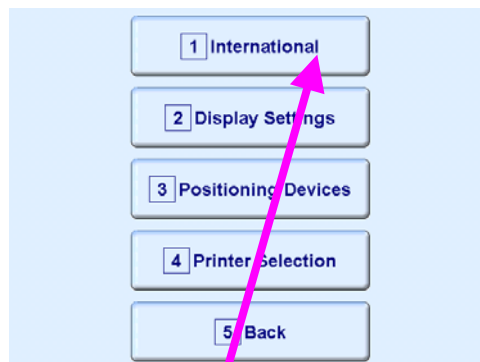 1 International
2 Display Settings
3 Positioning Devices
4 Printer Selection
5 Back